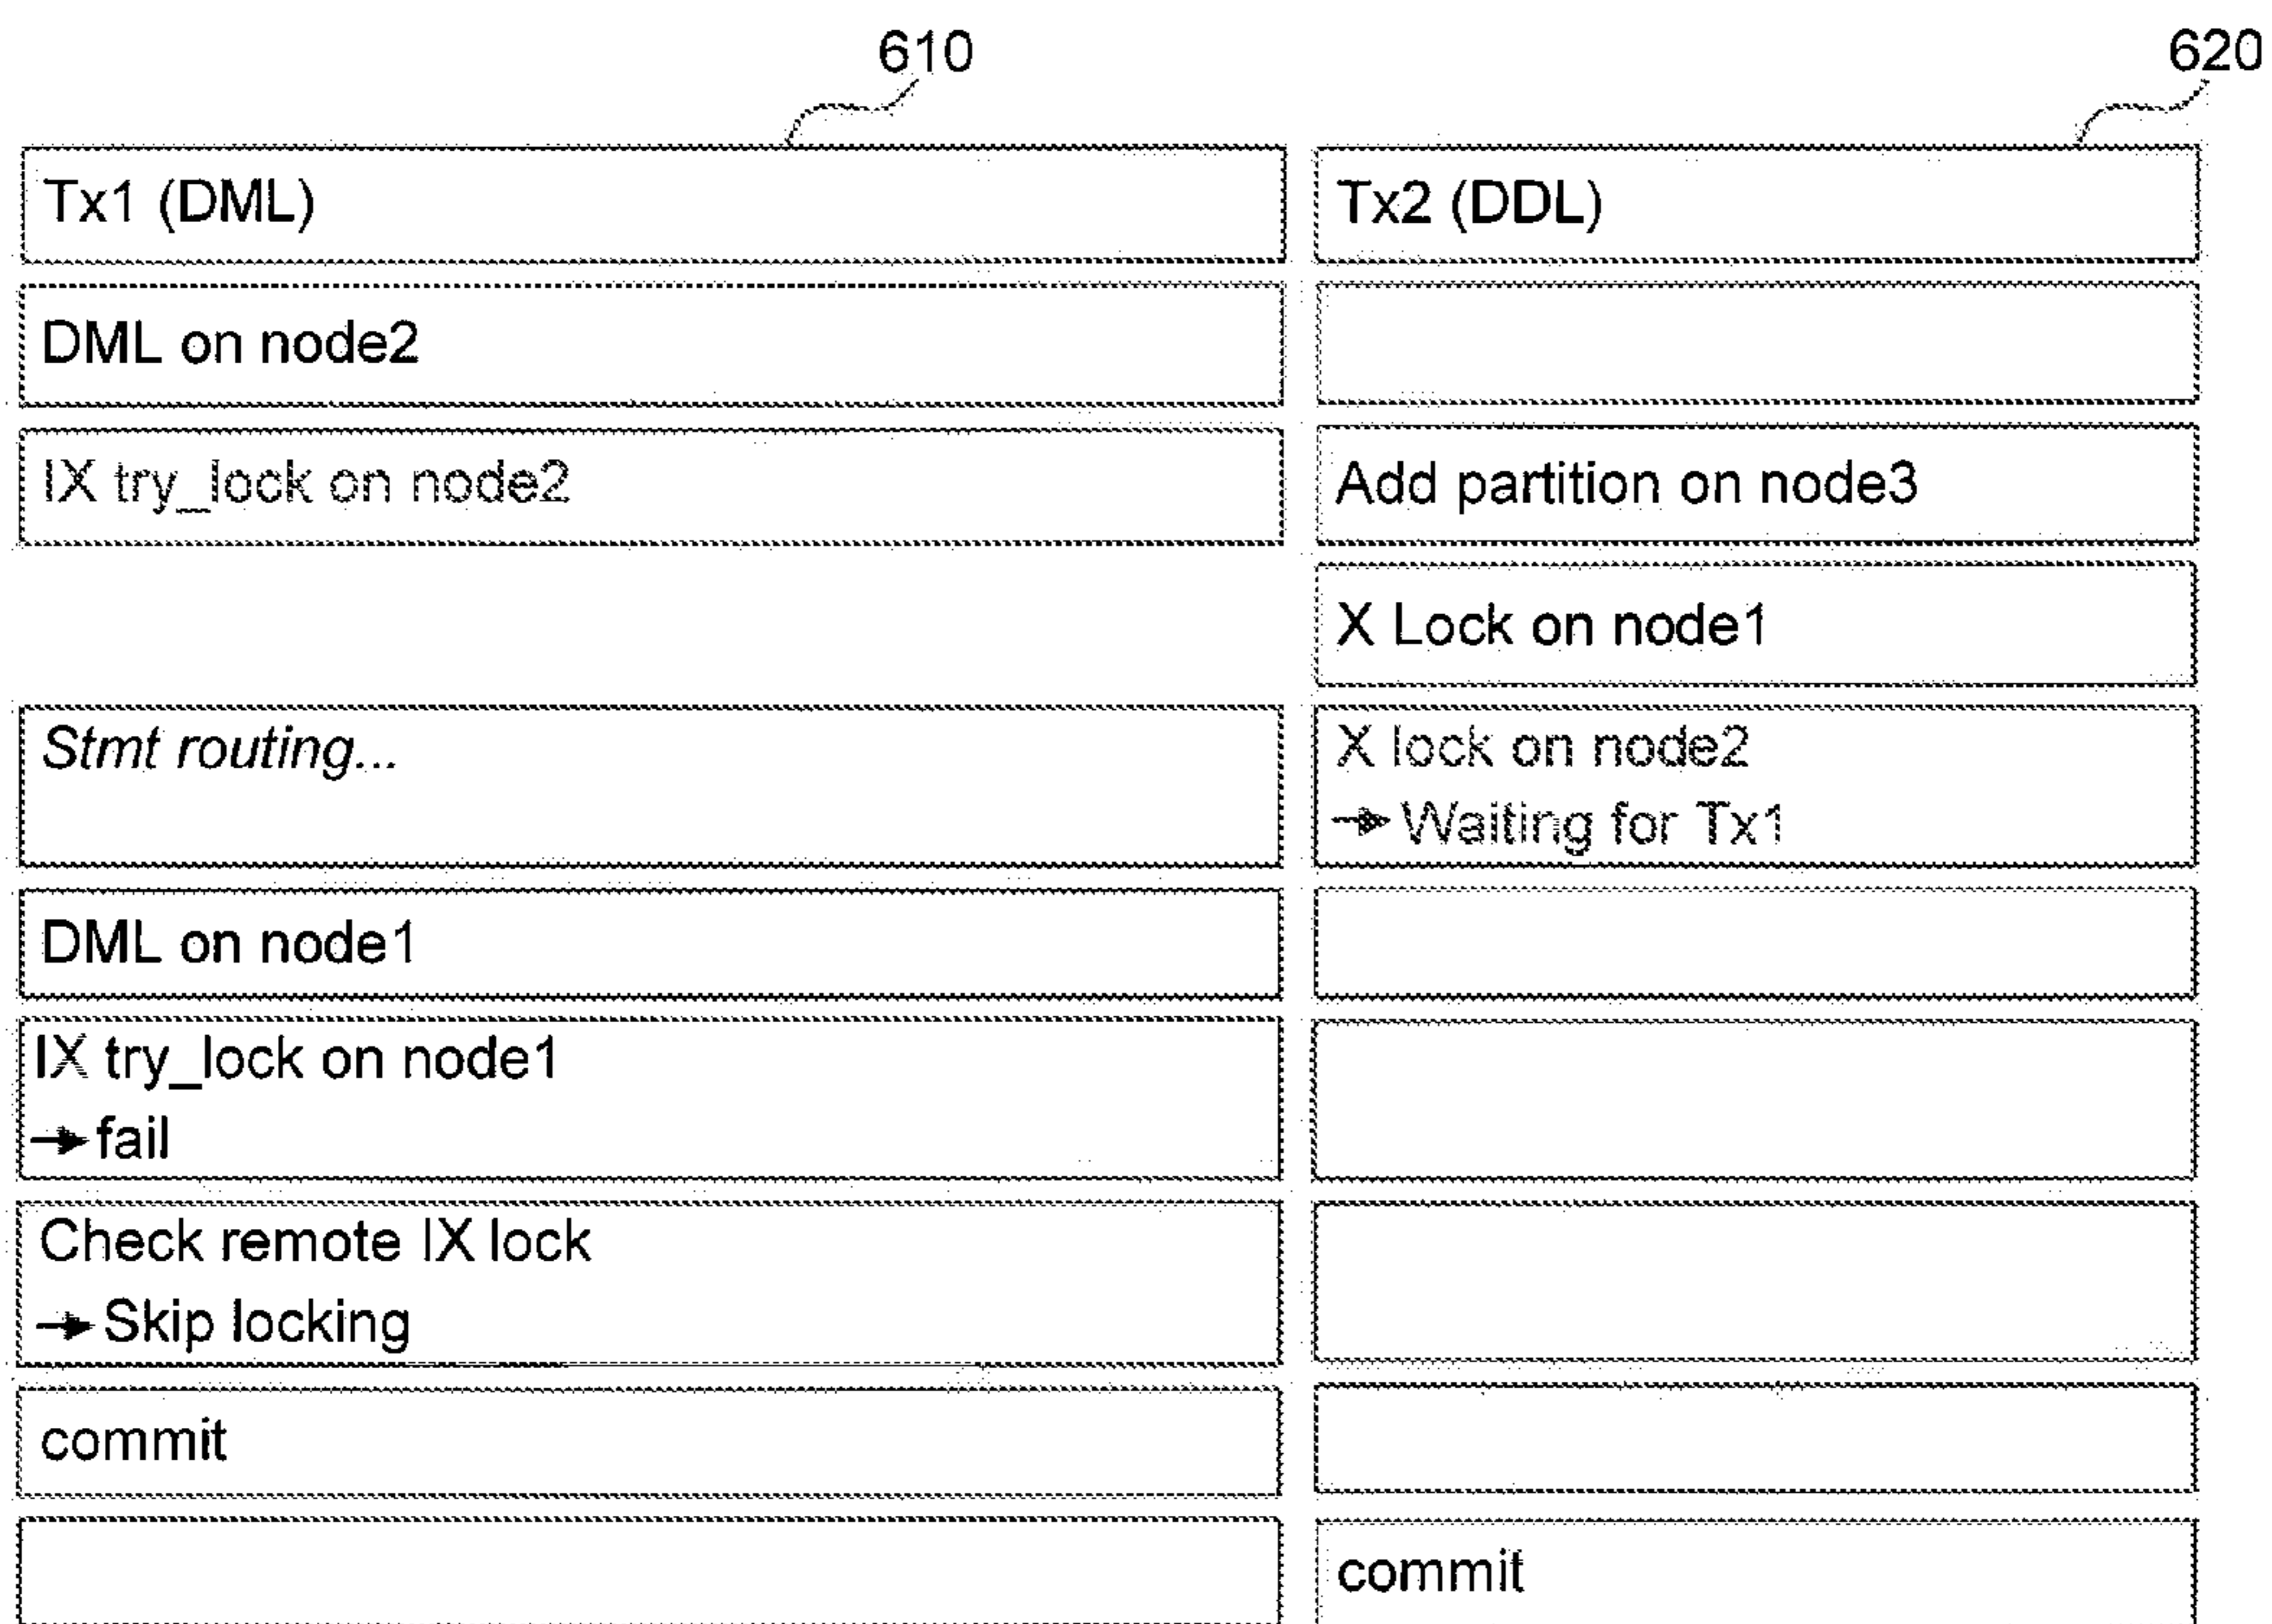 610
620
Tx1 (DML)
Tx2 (DDL)
DML on node2
IX try_lock on node2
Add partition on node3
X Lock on node1
Stmt routing...
X lock on node2
→ Waiting for Tx1
DML on node1
IX try_lock on node1
→ fail
Check remote IX lock
→ Skip locking
commit
commit